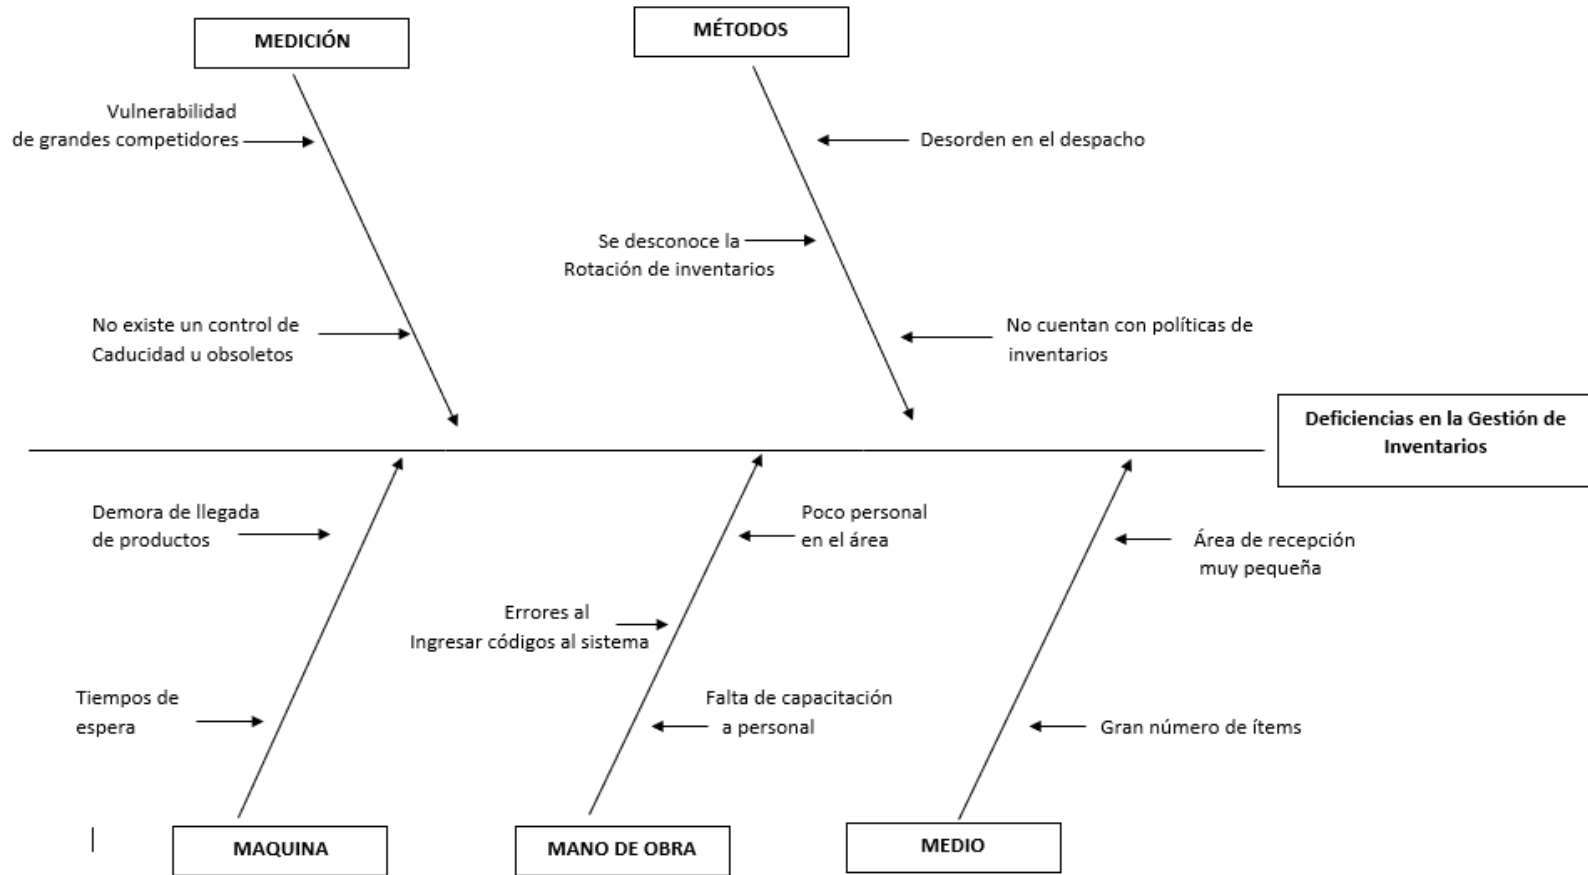 MEDICIÓN
MÉTODOS
Vulnerabilidad
de grandes competidores
Desorden en el despacho
Se desconoce la
Rotación de inventarios
No existe un control de
Caducidad u obsoletos
No cuentan con políticas de
inventarios
Deficiencias en la Gestión de
Inventarios
Demora de llegada
de productos
Poco personal
en el área
Área de recepción
muy pequeña
Errores al
Ingresar códigos al sistema
Tiempos de
espera
Falta de capacitación
a personal
Gran número de ítems
MAQUINA
MANO DE OBRA
MEDIO